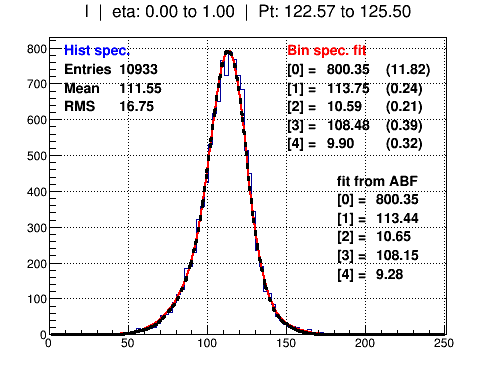 I | eta: 0.00 to 1.00 | Pt: 122.57 to 125.50
Hist spec.
Entries 10933
Mean 111.55
RMS 16.75
Bin spec. fit
[0] = 800.35 (11.82)
[1] = 113.75 (0.24)
[2] = 10.59 (0.21)
[3] = 108.48 (0.39)
[4] = 9.90 (0.32)
fit from ABF
[0] = 800.35
[1] = 113.44
[2] = 10.65
[3] = 108.15
[4] = 9.28
800
700
600
500
400
300
200
100
0
0 50 100 150 200 250